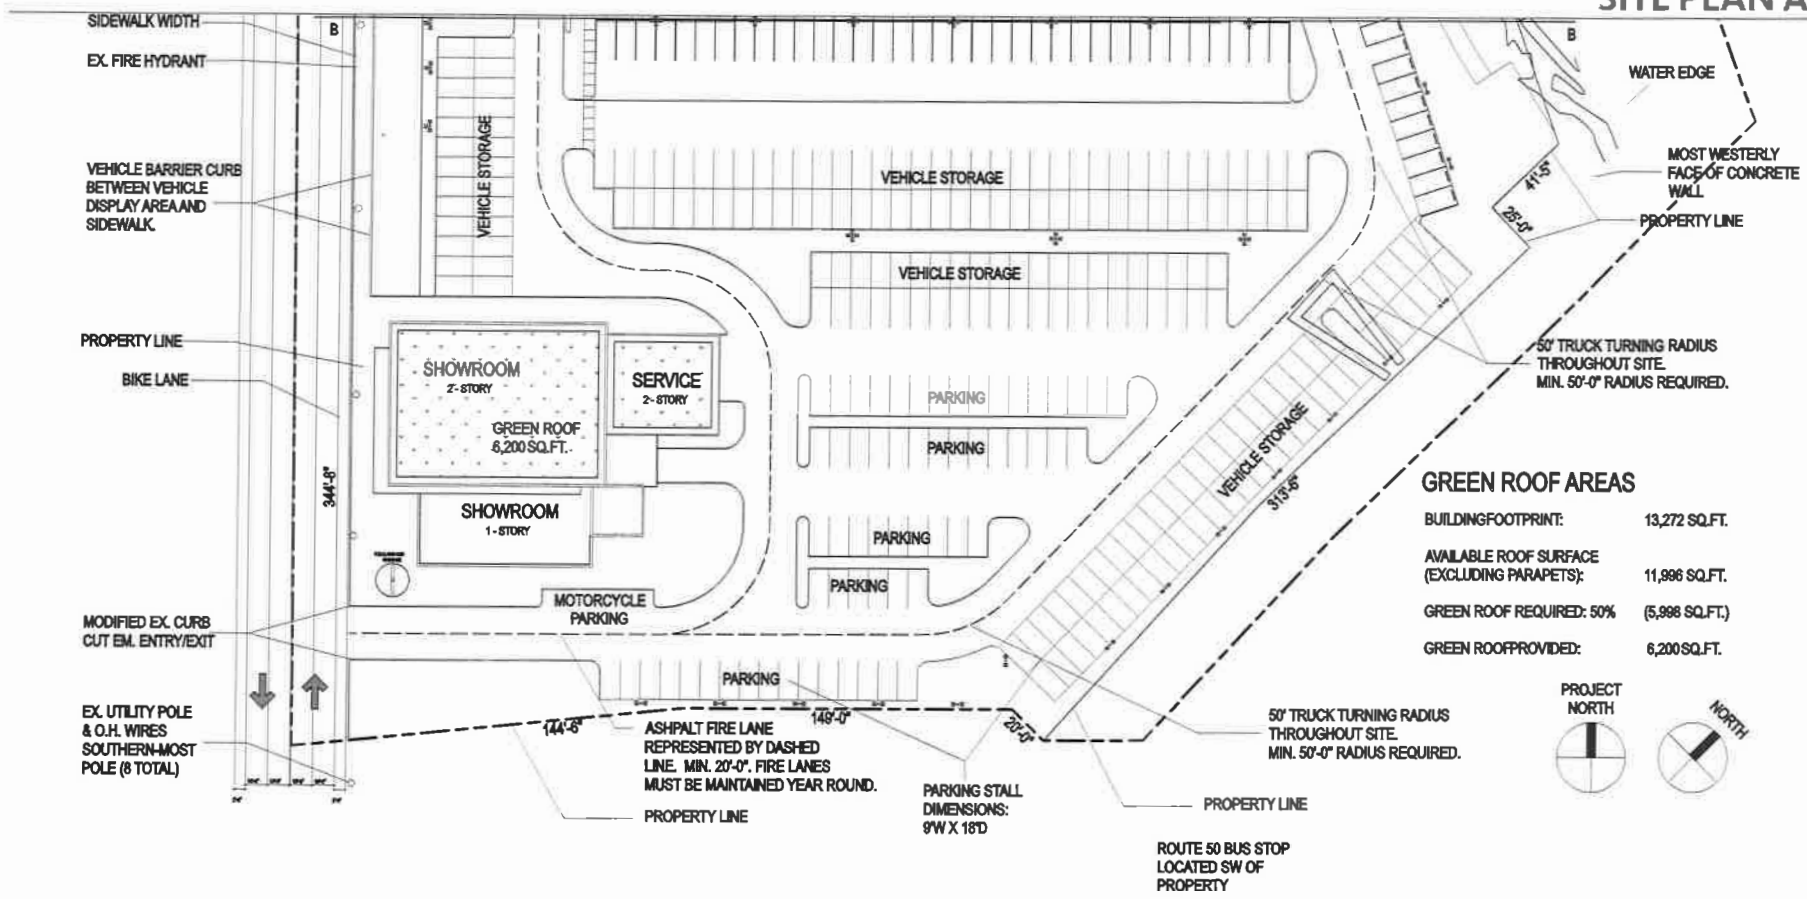 SITE PLAN A
SIDEWALK WIDTH
EX. FIRE HYDRANT
VEHICLE BARRIER CURB
BETWEEN VEHICLE
DISPLAY AREA AND
SIDEWALK.
PROPERTY LINE
BIKE LANE
MODIFIED EX. CURB
CUT EM. ENTRY/EXIT
EX. UTILITY POLE
& O.H. WIRES
SOUTHERN-MOST
POLE (8 TOTAL)
B
344'-6"
VEHICLE STORAGE
VEHICLE STORAGE
VEHICLE STORAGE
SHOWROOM
2'- STORY
GREEN ROOF
6,200 SQ.FT.
SERVICE
2- STORY
SHOWROOM
1 - STORY
MOTORCYCLE
PARKING
PARKING
PARKING
PARKING
PARKING
PARKING
VEHICLE STORAGE
313'-6"
144'-6"
149'-0"
20'-0"
ASHPALT FIRE LANE
REPRESENTED BY DASHED
LINE. MIN. 20'-0". FIRE LANES
MUST BE MAINTAINED YEAR ROUND.
PROPERTY LINE
PARKING STALL
DIMENSIONS:
9'W X 18'D
PROPERTY LINE
ROUTE 50 BUS STOP
LOCATED SW OF
PROPERTY
50' TRUCK TURNING RADIUS
THROUGHOUT SITE.
MIN. 50'-0" RADIUS REQUIRED.
B
WATER EDGE
MOST WESTERLY
FACE OF CONCRETE
WALL
41'-5"
25'-0"
PROPERTY LINE
50' TRUCK TURNING RADIUS
THROUGHOUT SITE.
MIN. 50'-0" RADIUS REQUIRED.
GREEN ROOF AREAS
BUILDINGFOOTPRINT: 13,272 SQ.FT.
AVAILABLE ROOF SURFACE
(EXCLUDING PARAPETS): 11,996 SQ.FT.
GREEN ROOF REQUIRED: 50% (5,998 SQ.FT.)
GREEN ROOFPROVIDED: 6,200SQ.FT.
PROJECT
NORTH
NORTH